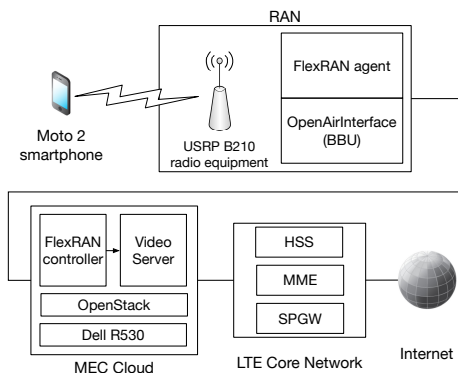 RAN
FlexRAN agent
OpenAirInterface
(BBU)
USRP B210
radio equipment
Moto 2
smartphone
FlexRAN
controller
Video
Server
OpenStack
Dell R530
MEC Cloud
HSS
MME
SPGW
LTE Core Network
Internet